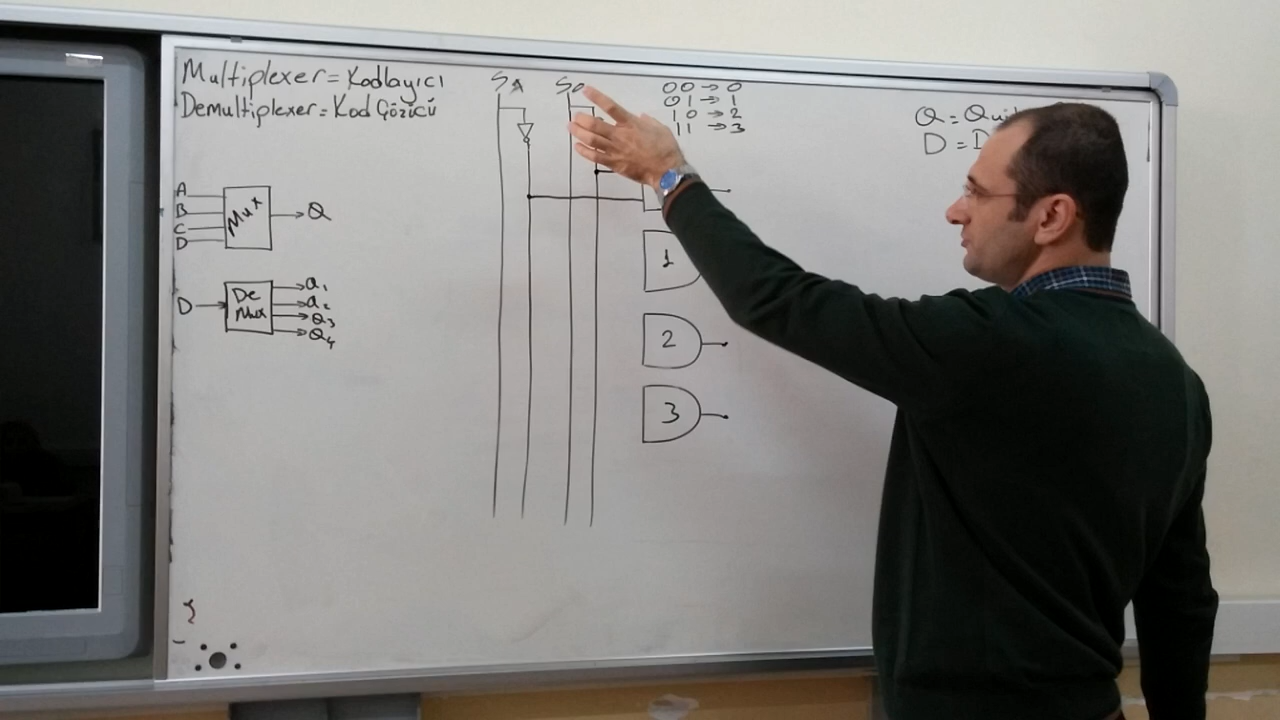 Multiplexer = Kodlayıcı
Demultiplexer = Kod Çözücü
S1 S0
00 → 0
01 → 1
10 → 2
11 → 3
Q =
D =
A
B
C
D
Mux
Q
D
De
Mux
Q1
Q2
Q3
Q4
1
2
3